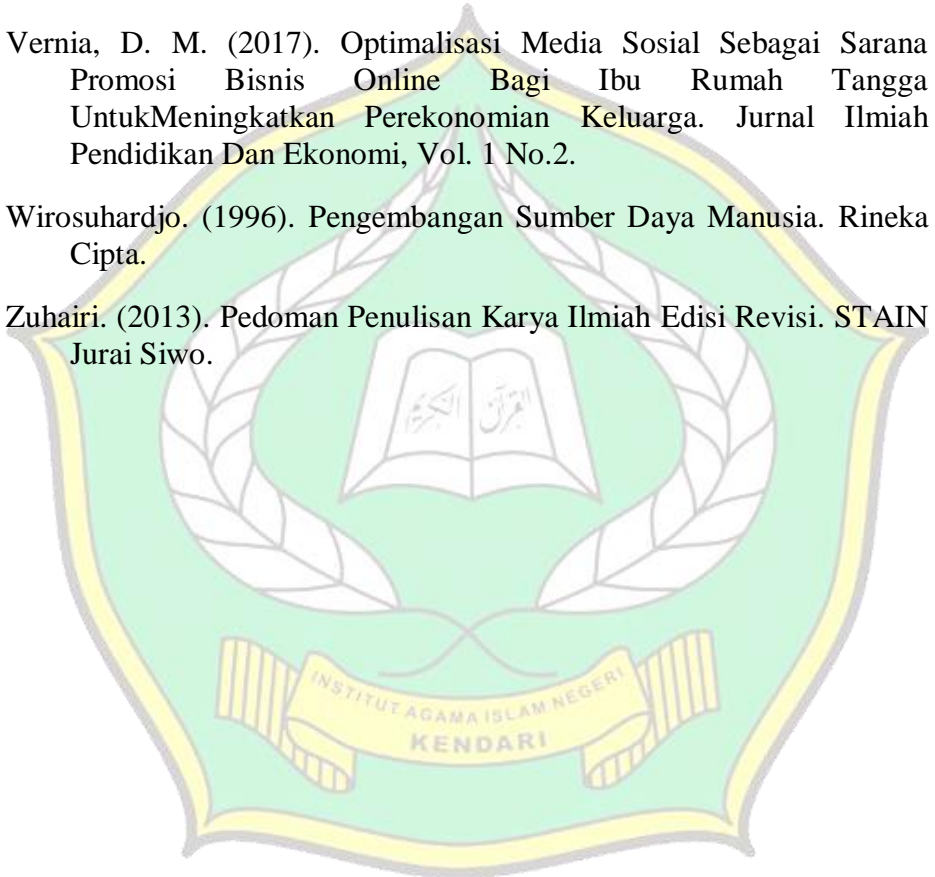 Vernia, D. M. (2017). Optimalisasi Media Sosial Sebagai Sarana
Promosi Bisnis Online Bagi Ibu Rumah Tangga
UntukMeningkatkan Perekonomian Keluarga. Jurnal Ilmiah
Pendidikan Dan Ekonomi, Vol. 1 No.2.
Wirosuhardjo. (1996). Pengembangan Sumber Daya Manusia. Rineka
Cipta.
Zuhairi. (2013). Pedoman Penulisan Karya Ilmiah Edisi Revisi. STAIN
Jurai Siwo.
القرآن الكريم
INSTITUT AGAMA ISLAM NEGERI
KENDARI